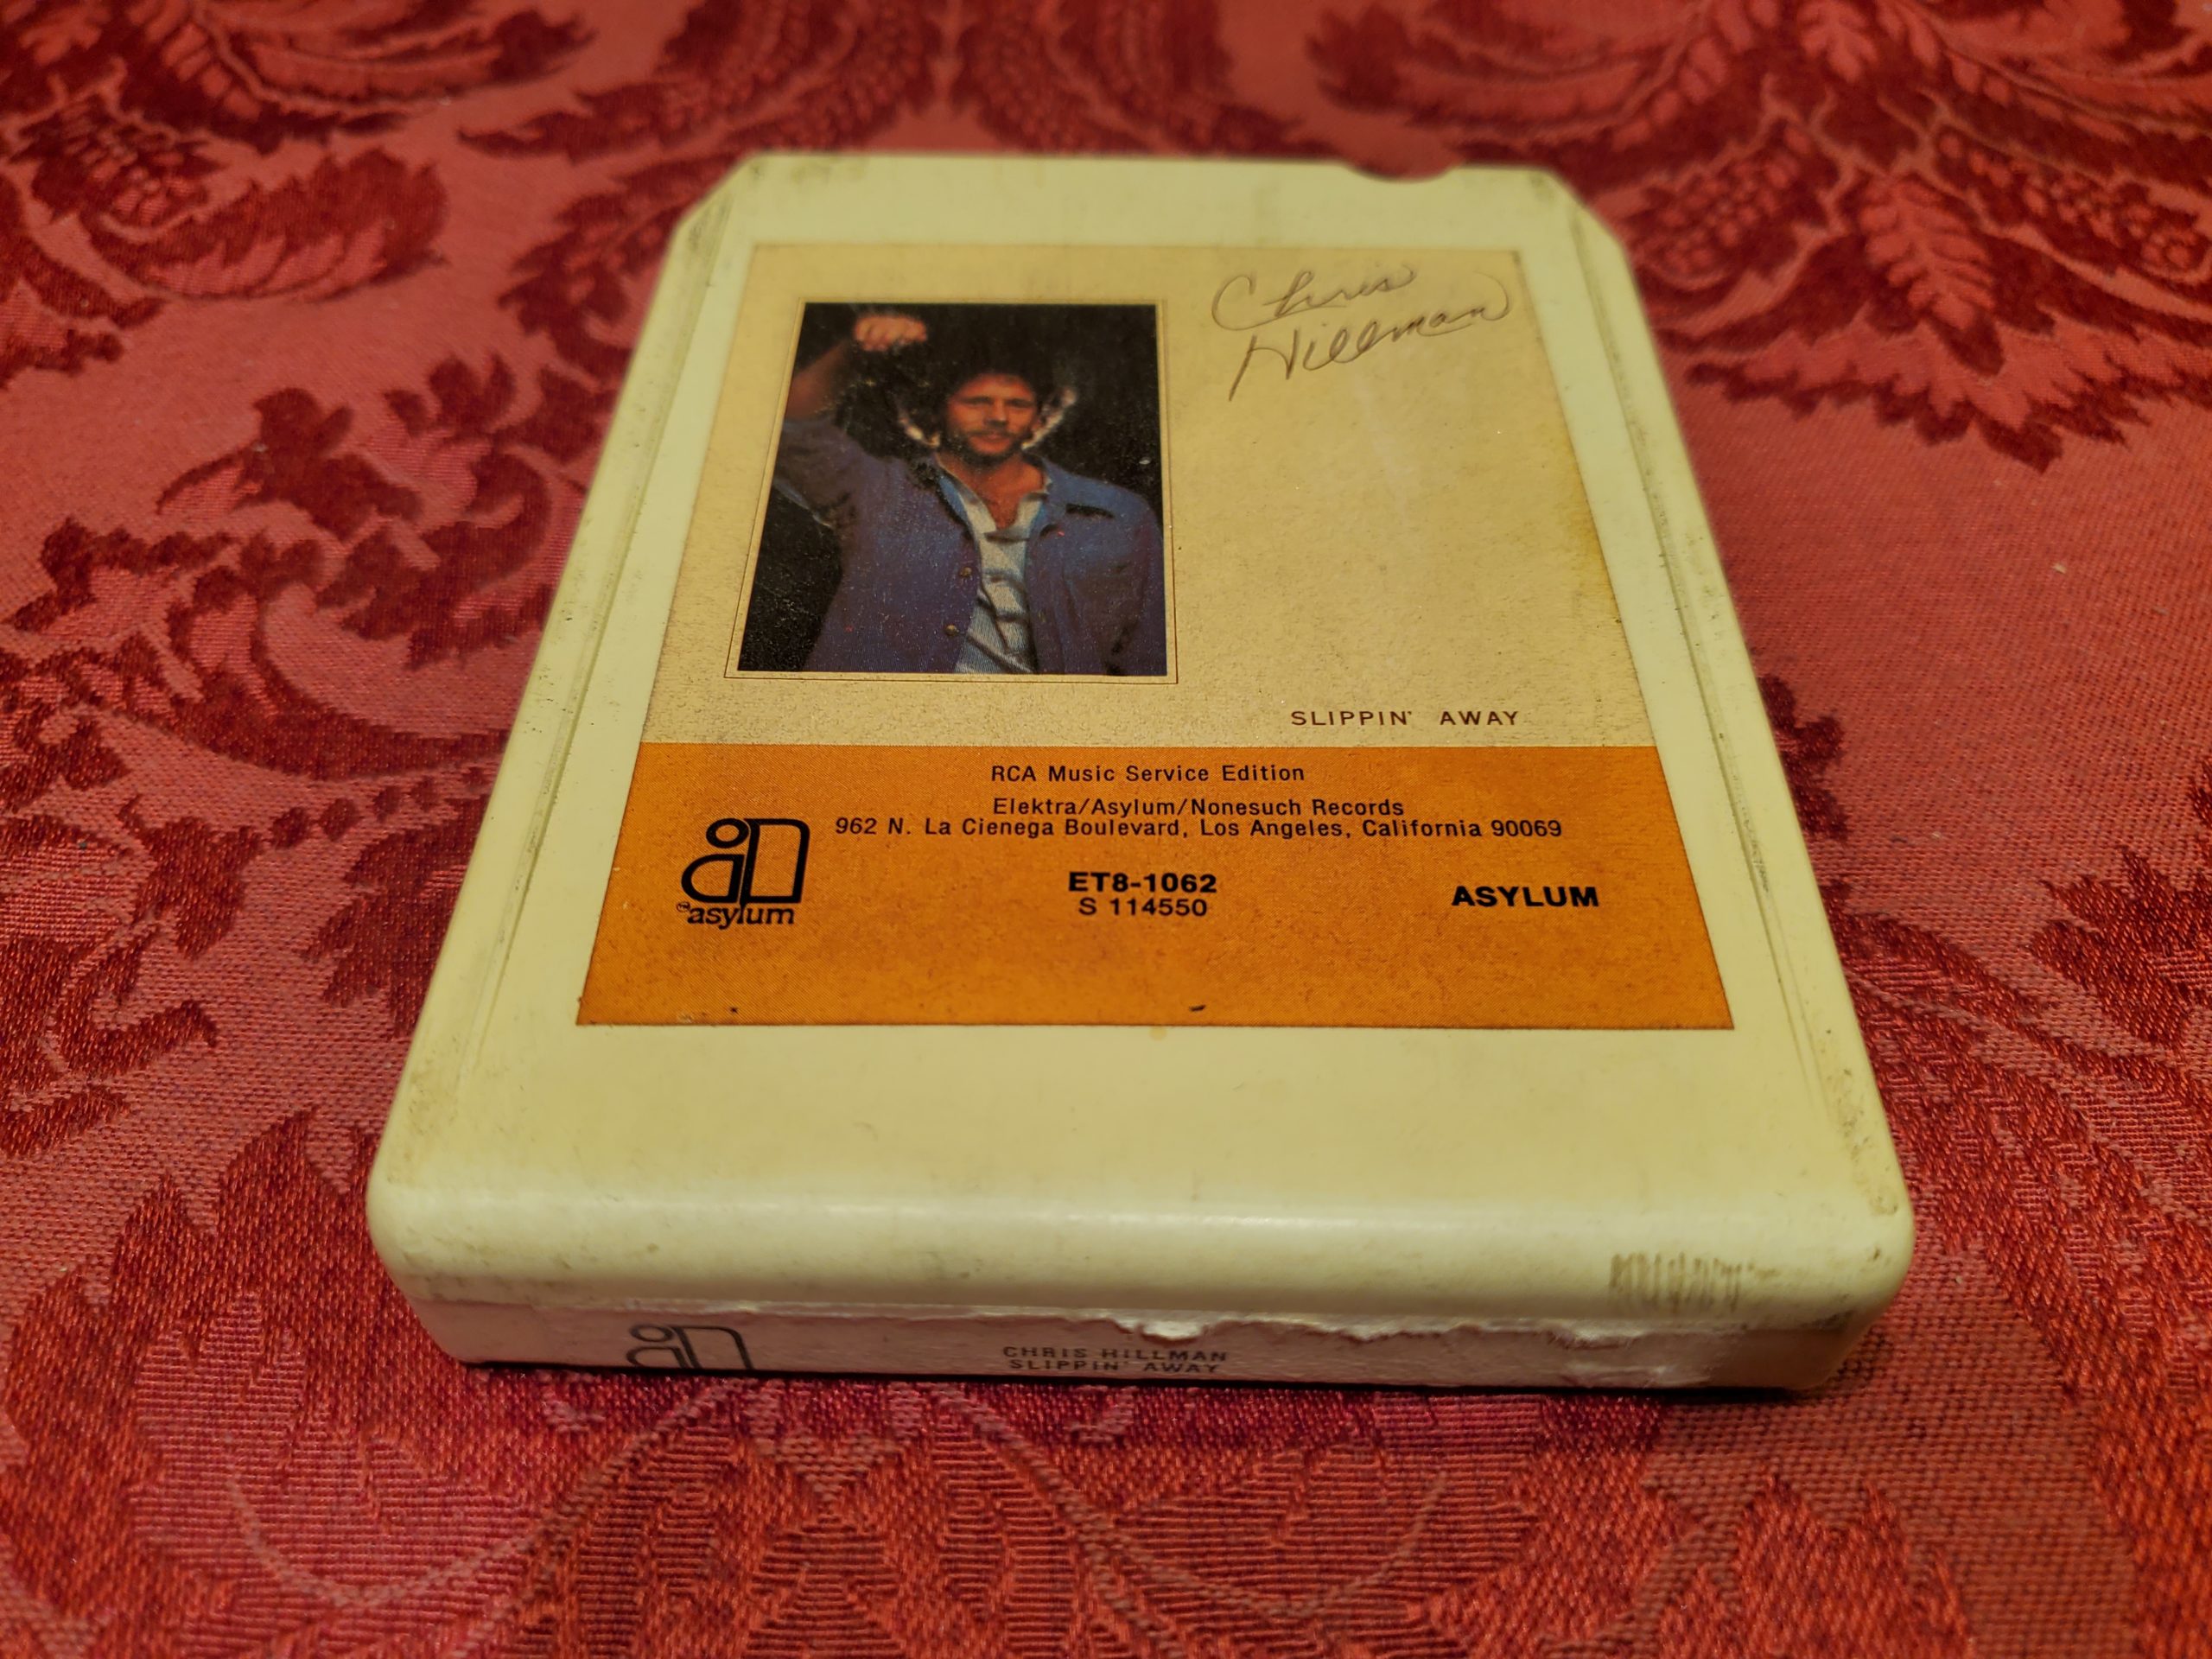 Chris
Hillman
SLIPPIN' AWAY
RCA Music Service Edition
Elektra/Asylum/Nonesuch Records
962 N. La Cienega Boulevard, Los Angeles, California 90069
ET8-1062
S 114550
ASYLUM
TM asylum
CHRIS HILLMAN
SLIPPIN' AWAY